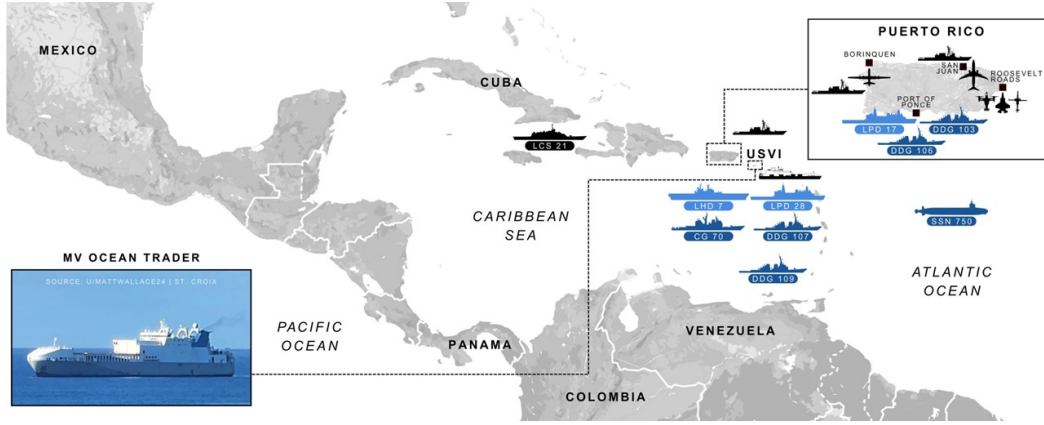 MEXICO
CUBA
LCS 21
USVI
PUERTO RICO
BORINQUEN
SAN
JUAN
ROOSEVELT
ROADS
PORT OF
PONCE
LPD 17
DDG 103
DDG 106
LHD 7
LPD 28
CG 70
DDG 107
DDG 109
SSN 750
CARIBBEAN
SEA
ATLANTIC
OCEAN
MV OCEAN TRADER
SOURCE: U/MATTWALLACE24 | ST. CROIX
PACIFIC
OCEAN
PANAMA
VENEZUELA
COLOMBIA